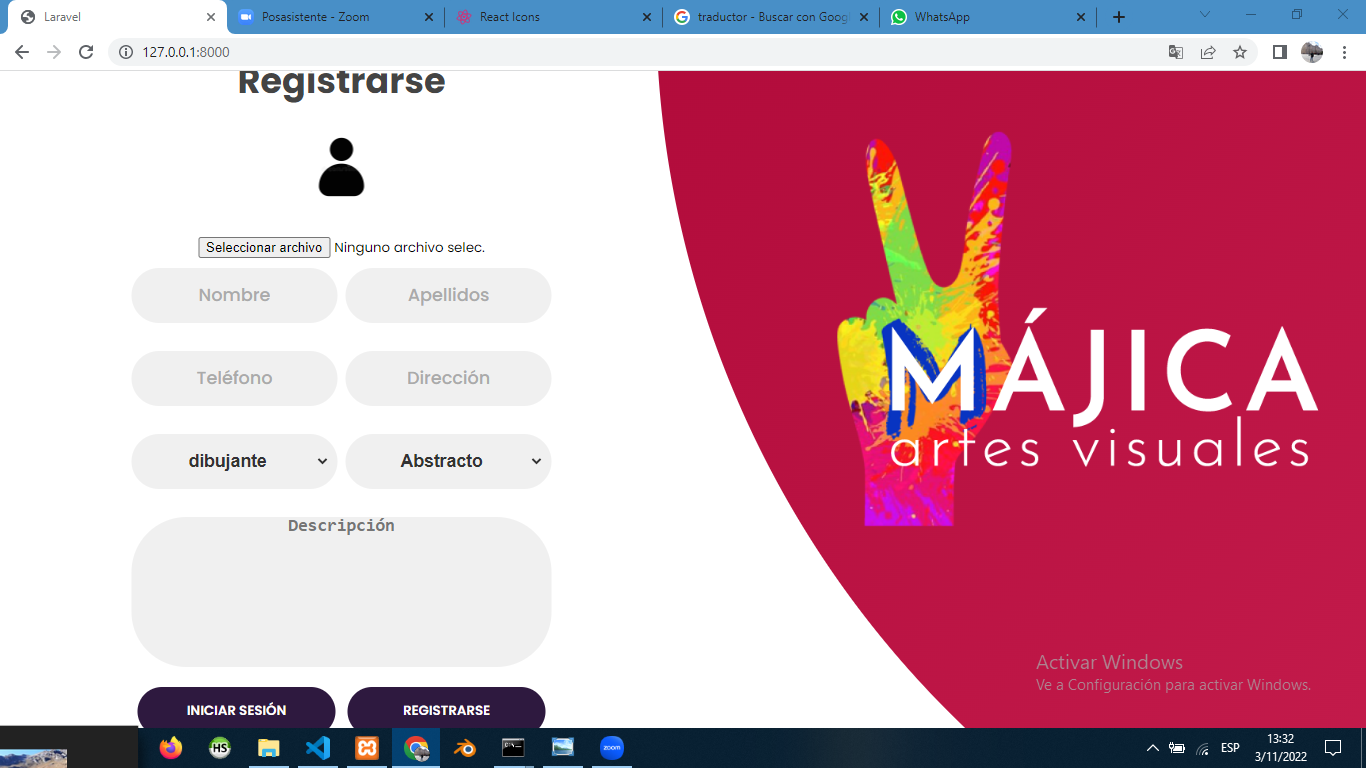 Laravel
Posasistente - Zoom
React Icons
traductor - Buscar con Goog
WhatsApp
127.0.0.1:8000
Registrarse
Seleccionar archivo Ninguno archivo selec.
Nombre Apellidos
Teléfono Dirección
dibujante Abstracto
Descripción
INICIAR SESIÓN REGISTRARSE
M
MÁJICA
artes visuales
Activar Windows
Ve a Configuración para activar Windows.
HS
zoom
ESP
13:32
3/11/2022